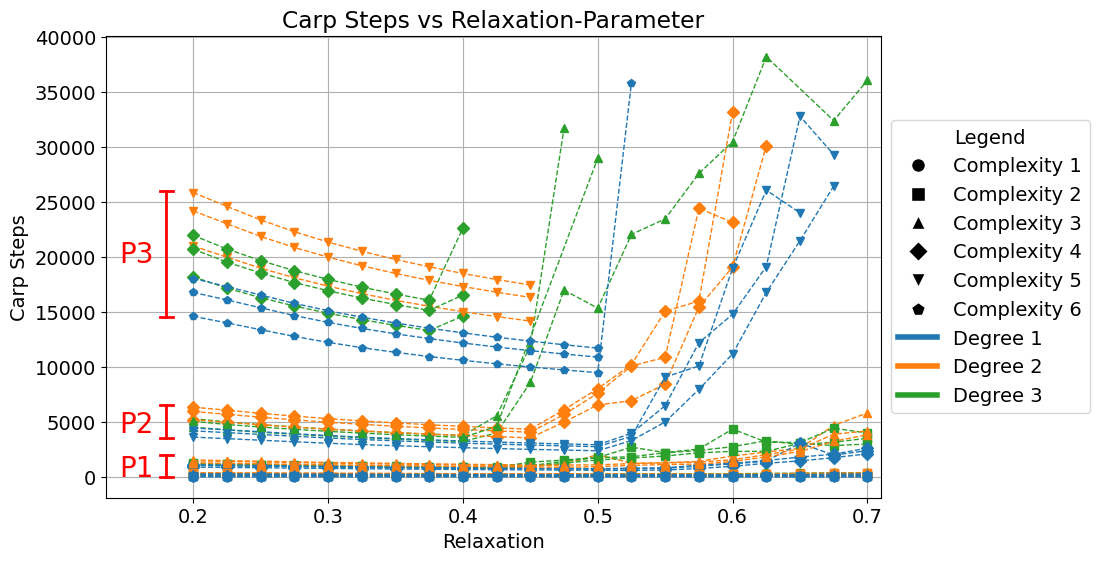 Carp Steps vs Relaxation-Parameter
40000
35000
30000
25000
20000
15000
10000
5000
0
Carp Steps
P3
P2
P1
0.2
0.3
0.4
0.5
0.6
0.7
Relaxation
Legend
Complexity 1
Complexity 2
Complexity 3
Complexity 4
Complexity 5
Complexity 6
Degree 1
Degree 2
Degree 3